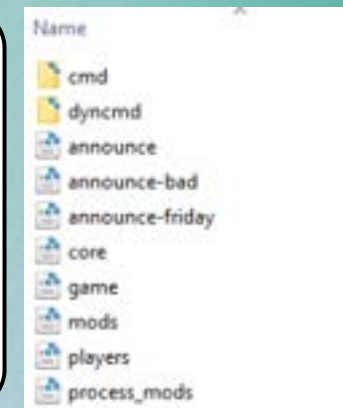 Name
cmd
dyncmd
announce
announce-bad
announce-friday
core
game
mods
players
process_mods